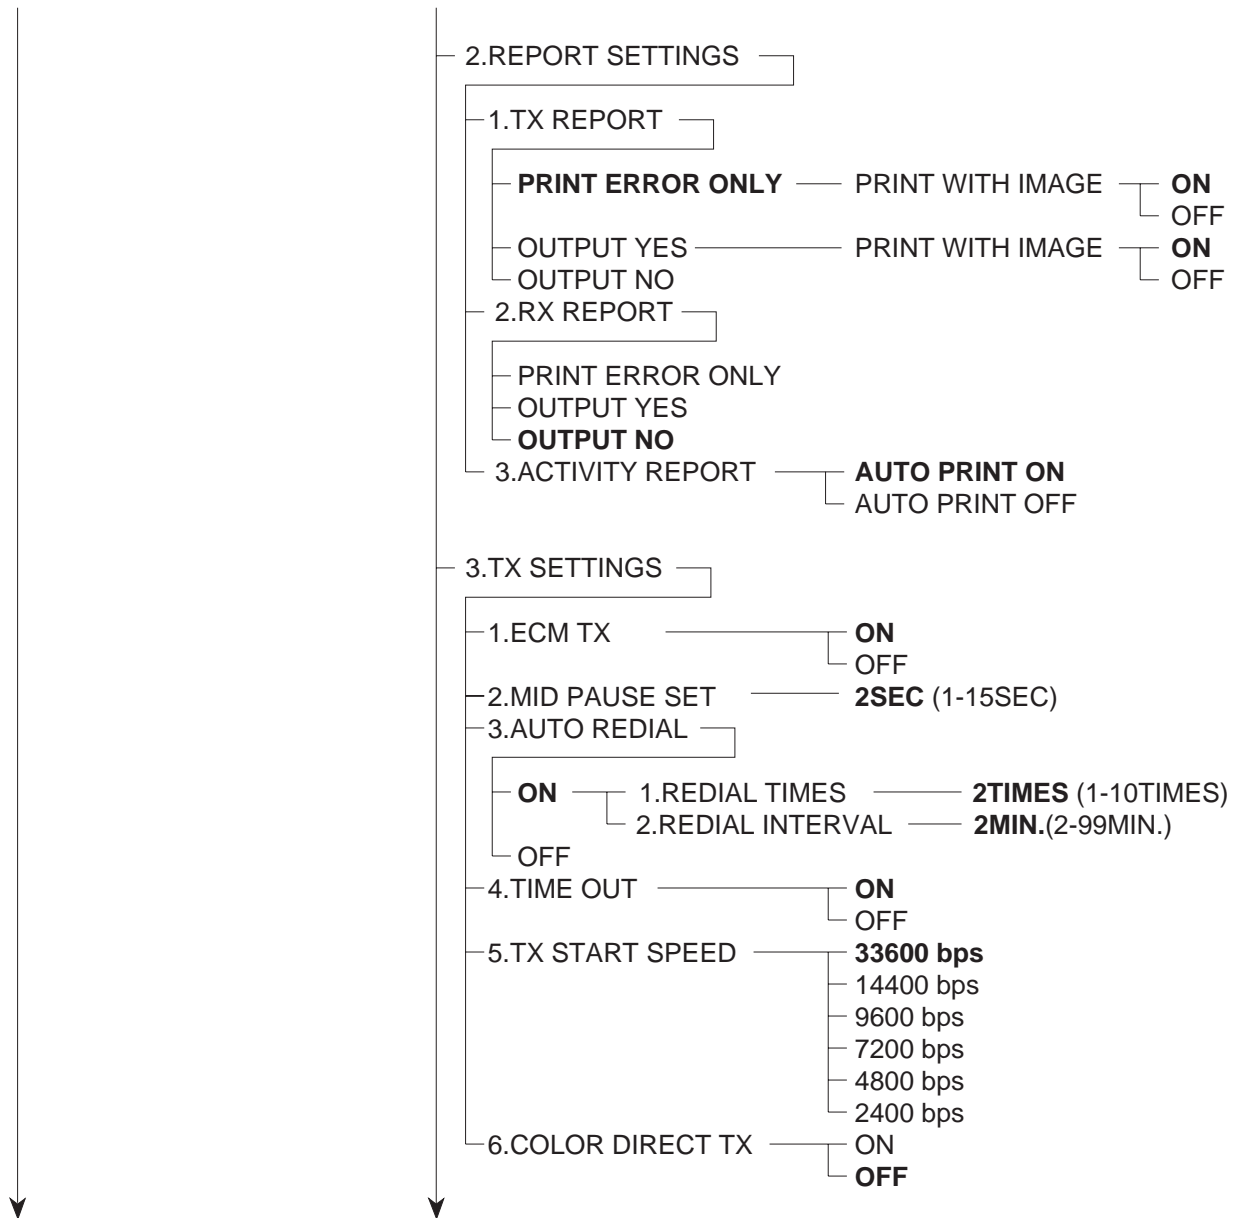 2.REPORT SETTINGS
1.TX REPORT
PRINT ERROR ONLY PRINT WITH IMAGE ON
OFF
OUTPUT YES PRINT WITH IMAGE ON
OUTPUT NO OFF
2.RX REPORT
PRINT ERROR ONLY
OUTPUT YES
OUTPUT NO
3.ACTIVITY REPORT AUTO PRINT ON
AUTO PRINT OFF
3.TX SETTINGS
1.ECM TX ON
OFF
2.MID PAUSE SET 2SEC (1-15SEC)
3.AUTO REDIAL
ON 1.REDIAL TIMES 2TIMES (1-10TIMES)
2.REDIAL INTERVAL 2MIN.(2-99MIN.)
OFF
4.TIME OUT ON
OFF
5.TX START SPEED 33600 bps
14400 bps
9600 bps
7200 bps
4800 bps
2400 bps
6.COLOR DIRECT TX ON
OFF